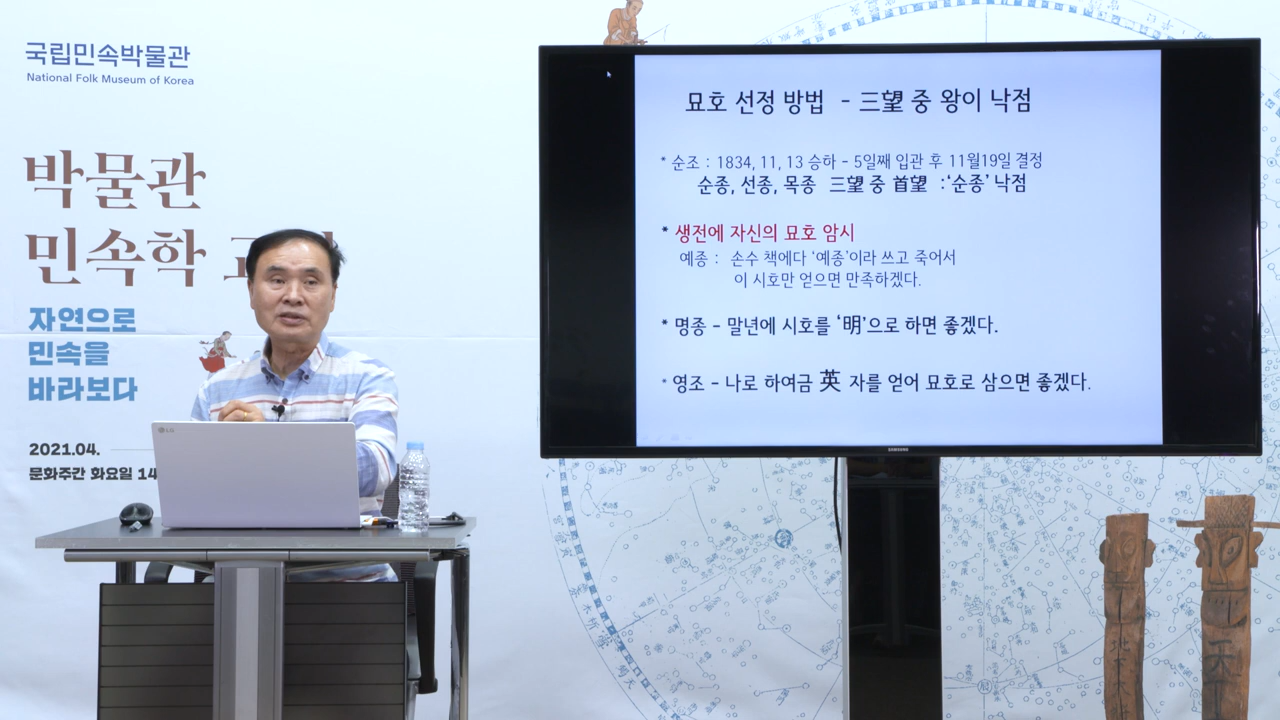 국립민속박물관
National Folk Museum of Korea
박물관
민속학
자연으로
민속을
바라보다
2021.04.
문화주간 화요일 14
LG
묘호 선정 방법 - 三望 중 왕이 낙점
* 순조 : 1834, 11, 13 승하 - 5일째 입관 후 11월19일 결정
순종, 선종, 목종 三望 중 首望 :‘순종’ 낙점
* 생전에 자신의 묘호 암시
예종 : 손수 책에다 ‘예종’이라 쓰고 죽어서
이 시호만 얻으면 만족하겠다.
* 명종 - 말년에 시호를 ‘明’으로 하면 좋겠다.
* 영조 - 나로 하여금 英 자를 얻어 묘호로 삼으면 좋겠다.
SAMSUNG